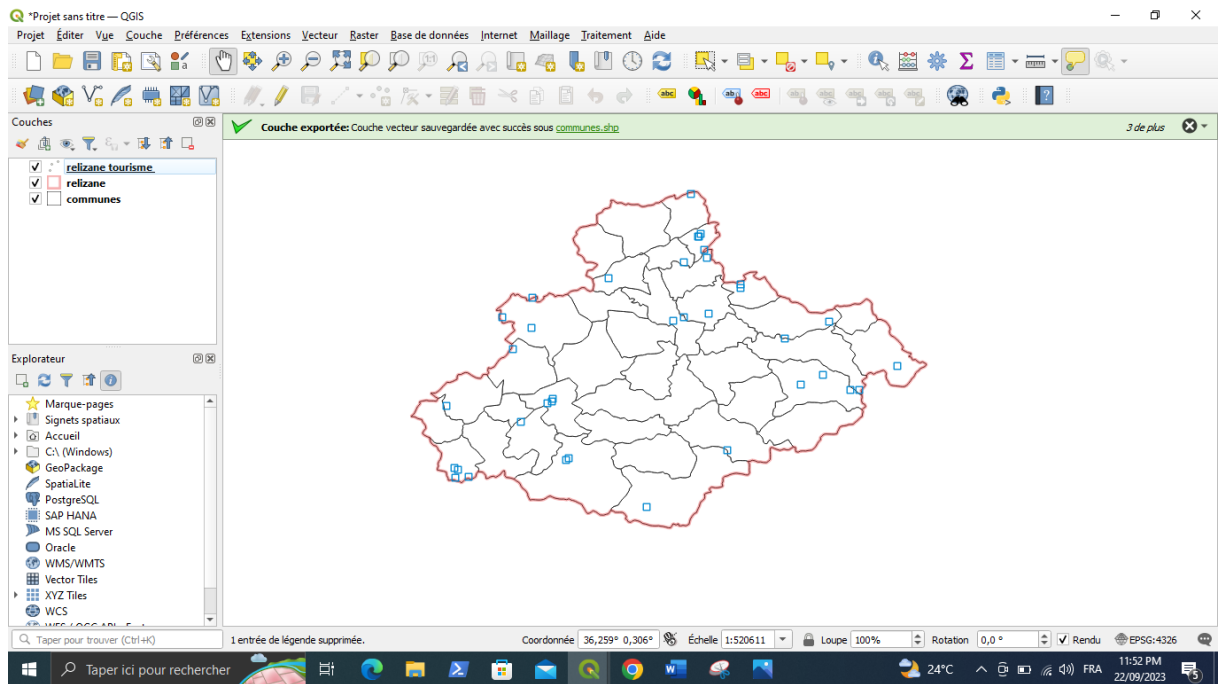 *Projet sans titre — QGIS
Projet Éditer Vue Couche Préférences Extensions Vecteur Raster Base de données Internet Maillage Traitement Aide
abc abc abc
Couches
Couche exportée: Couche vecteur sauvegardée avec succès sous communes.shp
3 de plus
relizane tourisme
relizane
communes
Explorateur
Marque-pages
Signets spatiaux
Accueil
C:\ (Windows)
GeoPackage
SpatiaLite
PostgreSQL
SAP HANA
MS SQL Server
Oracle
WMS/WMTS
Vector Tiles
XYZ Tiles
WCS
Taper pour trouver (Ctrl+K)
1 entrée de légende supprimée.
Coordonnée 36,259° 0,306° Échelle 1:520611 Loupe 100% Rotation 0,0 ° Rendu EPSG:4326
Taper ici pour rechercher
24°C FRA
11:52 PM
22/09/2023
5